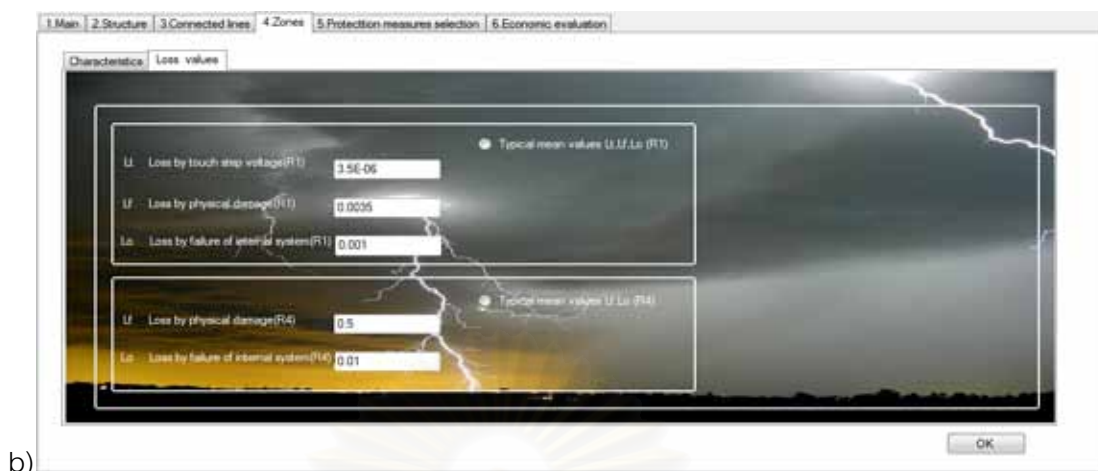 1.Main 2.Structure 3.Connected lines 4.Zones 5.Protecttion measures selection 6.Economic evaluation
Characteristics Loss values
Typical mean values Lt,Lf,Lo (R1)
Lt Loss by touch step voltage(R1) 3.5E-06
Lf Loss by physical damage(R1) 0.0035
Lo Loss by failure of internal system(R1) 0.001
Typical mean values Lf,Lo (R4)
Lf Loss by physical damage(R4) 0.5
Lo Loss by failure of internal system(R4) 0.01
OK
b)